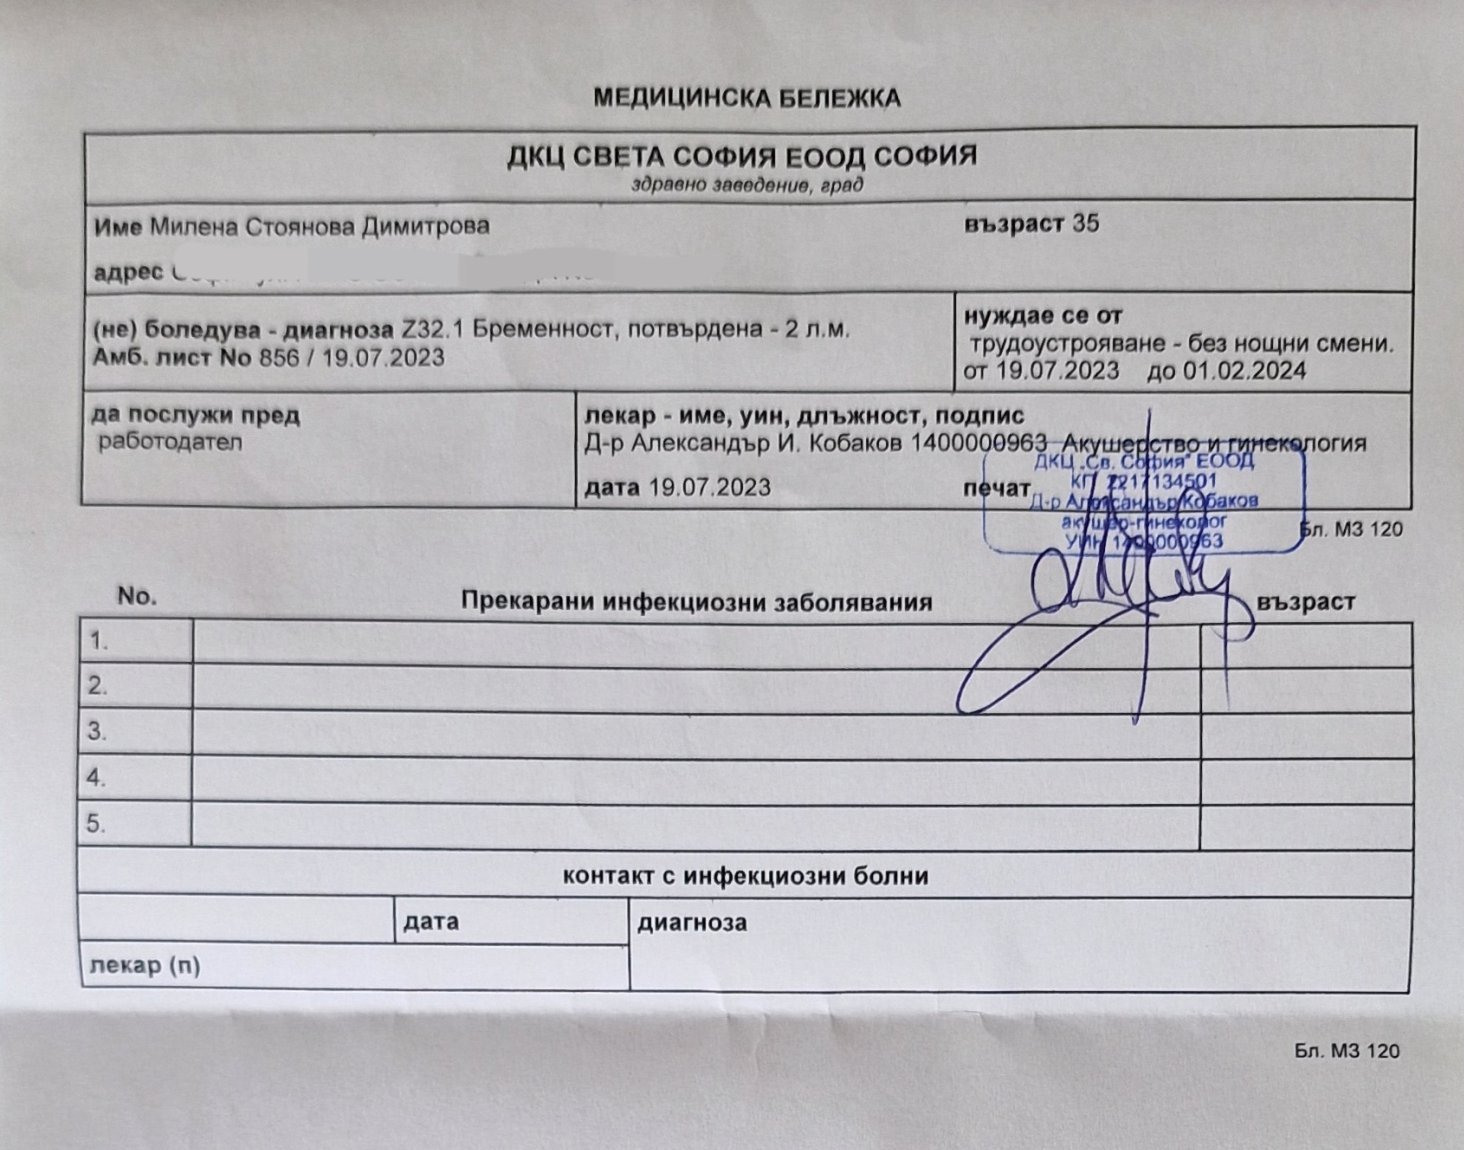 МЕДИЦИНСКА БЕЛЕЖКА
ДКЦ СВЕТА СОФИЯ ЕООД СОФИЯ
здравно заведение, град
Име Милена Стоянова Димитрова възраст 35
адрес
(не) боледува - диагноза Z32.1 Бременност, потвърдена - 2 л.м.
Амб. лист No 856 / 19.07.2023
нуждае се от
трудоустрояване - без нощни смени.
от 19.07.2023 до 01.02.2024
да послужи пред
работодател
лекар - име, уин, длъжност, подпис
Д-р Александър И. Кобаков 1400000963 Акушерство и гинекология
дата 19.07.2023 печат
ДКЦ „Св. София" ЕООД
КП 2217134501
Д-р Александър Кобаков
акушер-гинеколог
УИН 1400000963
Бл. МЗ 120
No. Прекарани инфекциозни заболявания възраст
1.
2.
3.
4.
5.
контакт с инфекциозни болни
дата диагноза
лекар (п)
Бл. МЗ 120